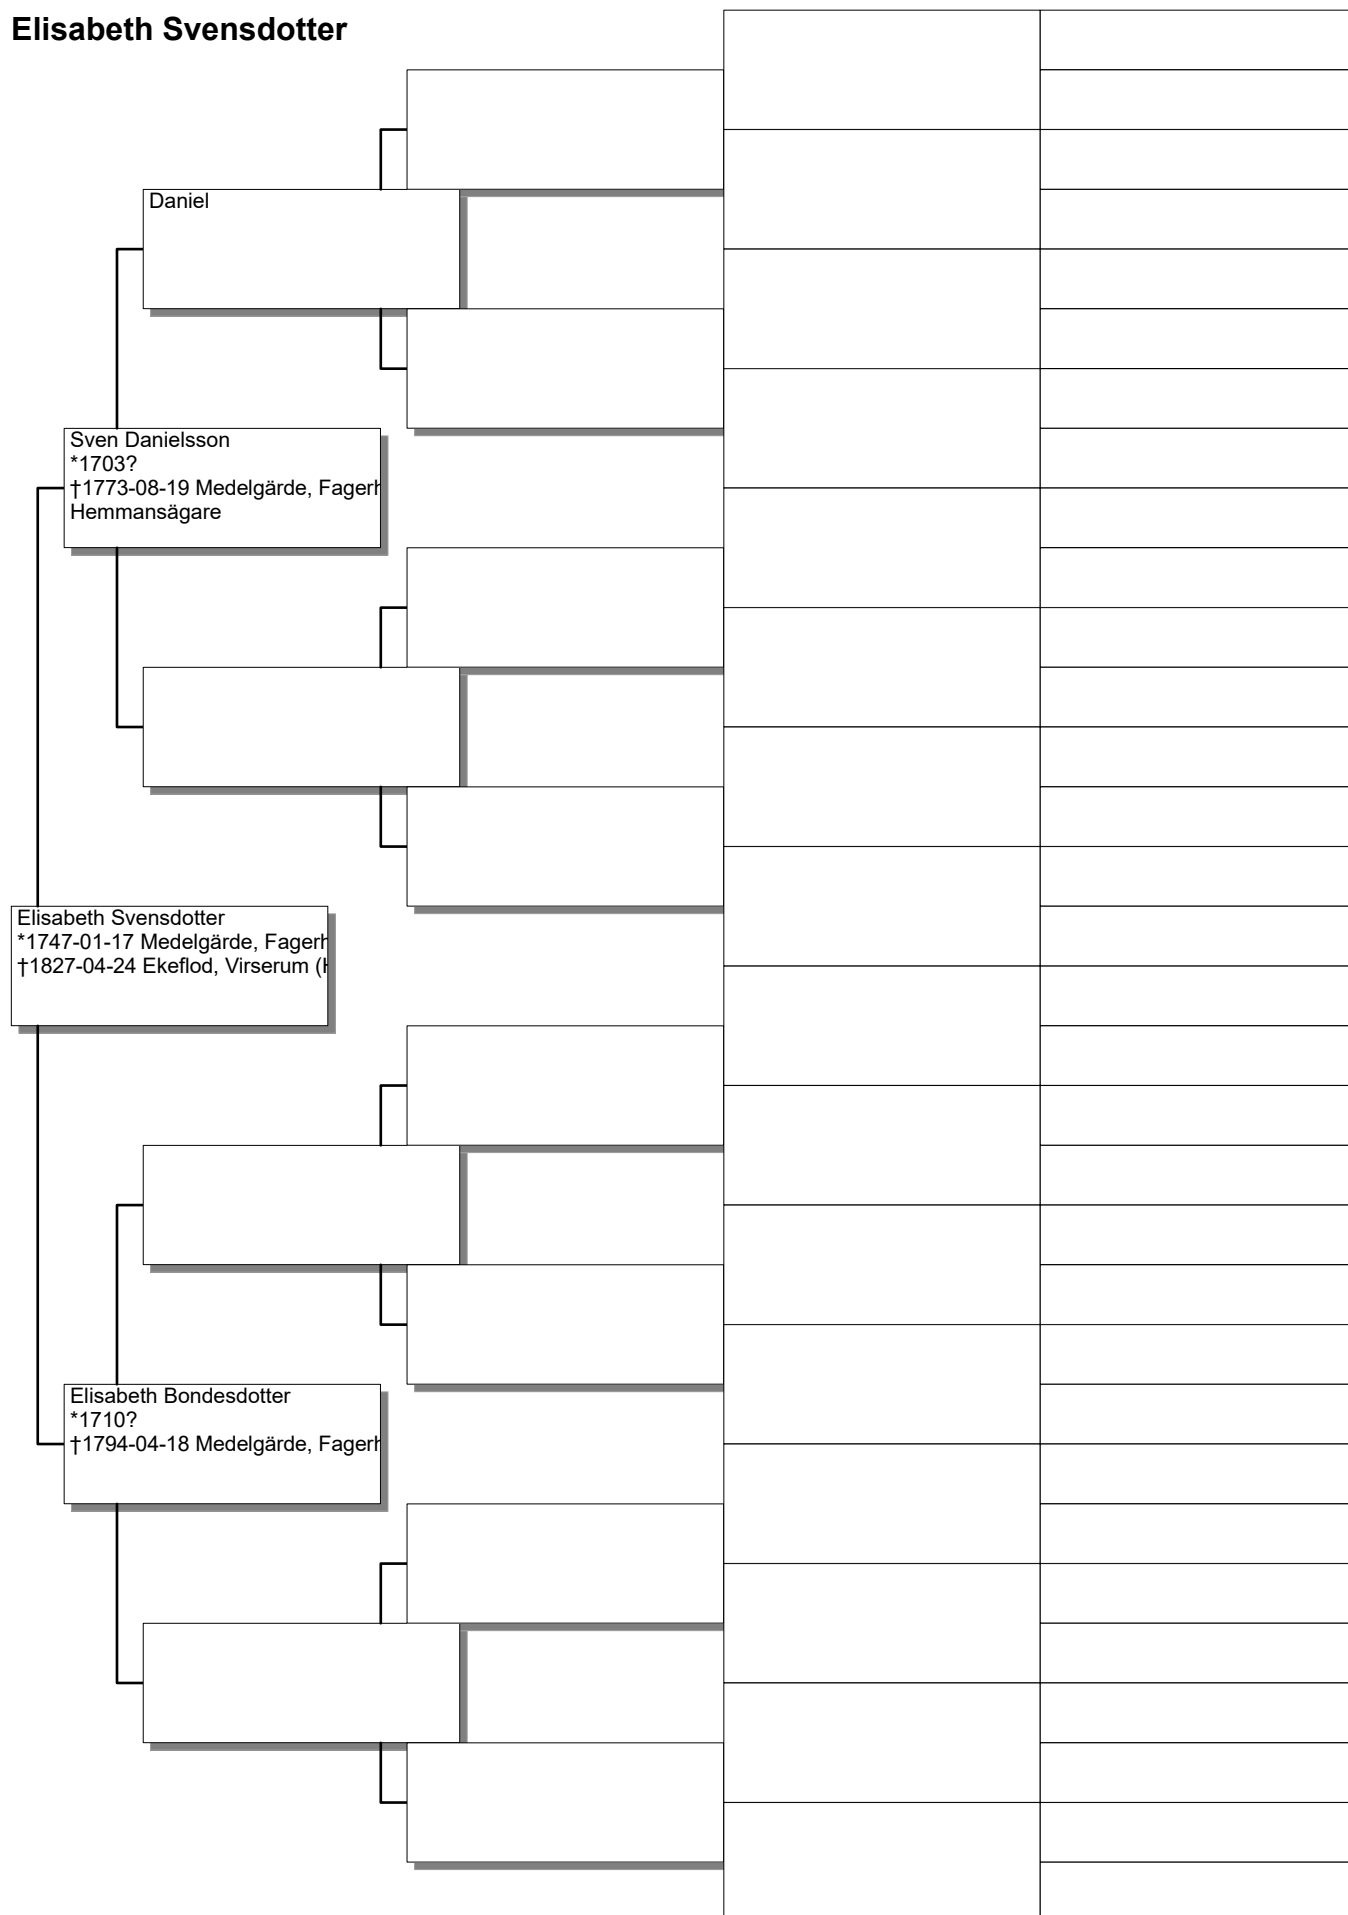 Elisabeth Svensdotter
Daniel
Sven Danielsson
*1703?
†1773-08-19 Medelgärde, Fagerh
Hemmansägare
Elisabeth Svensdotter
*1747-01-17 Medelgärde, Fagerh
†1827-04-24 Ekeflod, Virserum (H
Elisabeth Bondesdotter
*1710?
†1794-04-18 Medelgärde, Fagerh